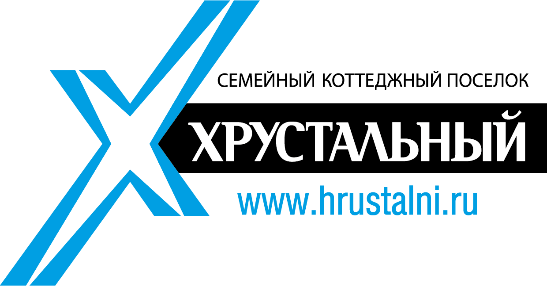 СЕМЕЙНЫЙ КОТТЕДЖНЫЙ ПОСЕЛОК
ХРУСТАЛЬНЫЙ
www.hrustalni.ru